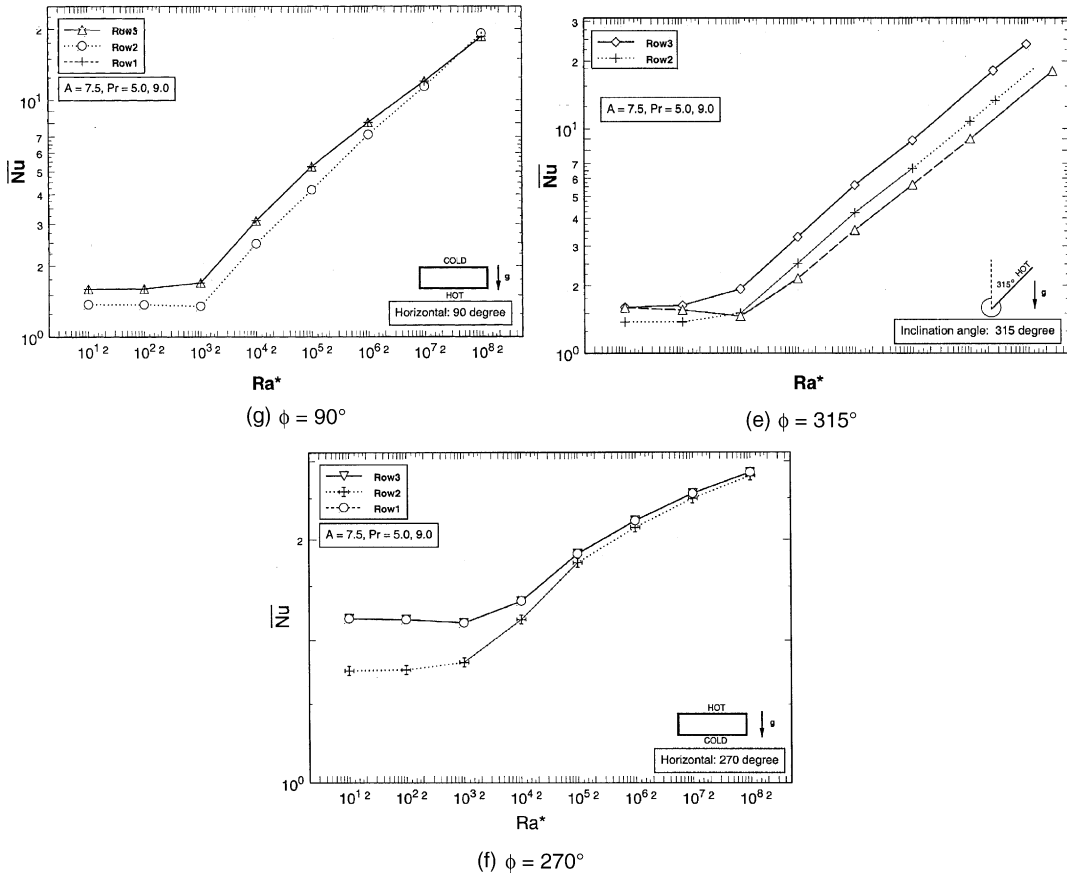 2
10¹
7
6
5
4
3
2
10⁰
Nu
Row3
Row2
Row1
A = 7.5, Pr = 5.0, 9.0
COLD
HOT
g
Horizontal: 90 degree
10¹ 2 10² 2 10³ 2 10⁴ 2 10⁵ 2 10⁶ 2 10⁷ 2 10⁸ 2
Ra*
(g) ϕ = 90°
3
2
10¹
7
6
5
4
3
2
10⁰
Nu
Row3
Row2
A = 7.5, Pr = 5.0, 9.0
315° HOT
g
Inclination angle: 315 degree
Ra*
(e) ϕ = 315°
2
10⁰
Nu
Row3
Row2
Row1
A = 7.5, Pr = 5.0, 9.0
HOT
COLD
g
Horizontal: 270 degree
10¹ 2 10² 2 10³ 2 10⁴ 2 10⁵ 2 10⁶ 2 10⁷ 2 10⁸ 2
Ra*
(f) ϕ = 270°